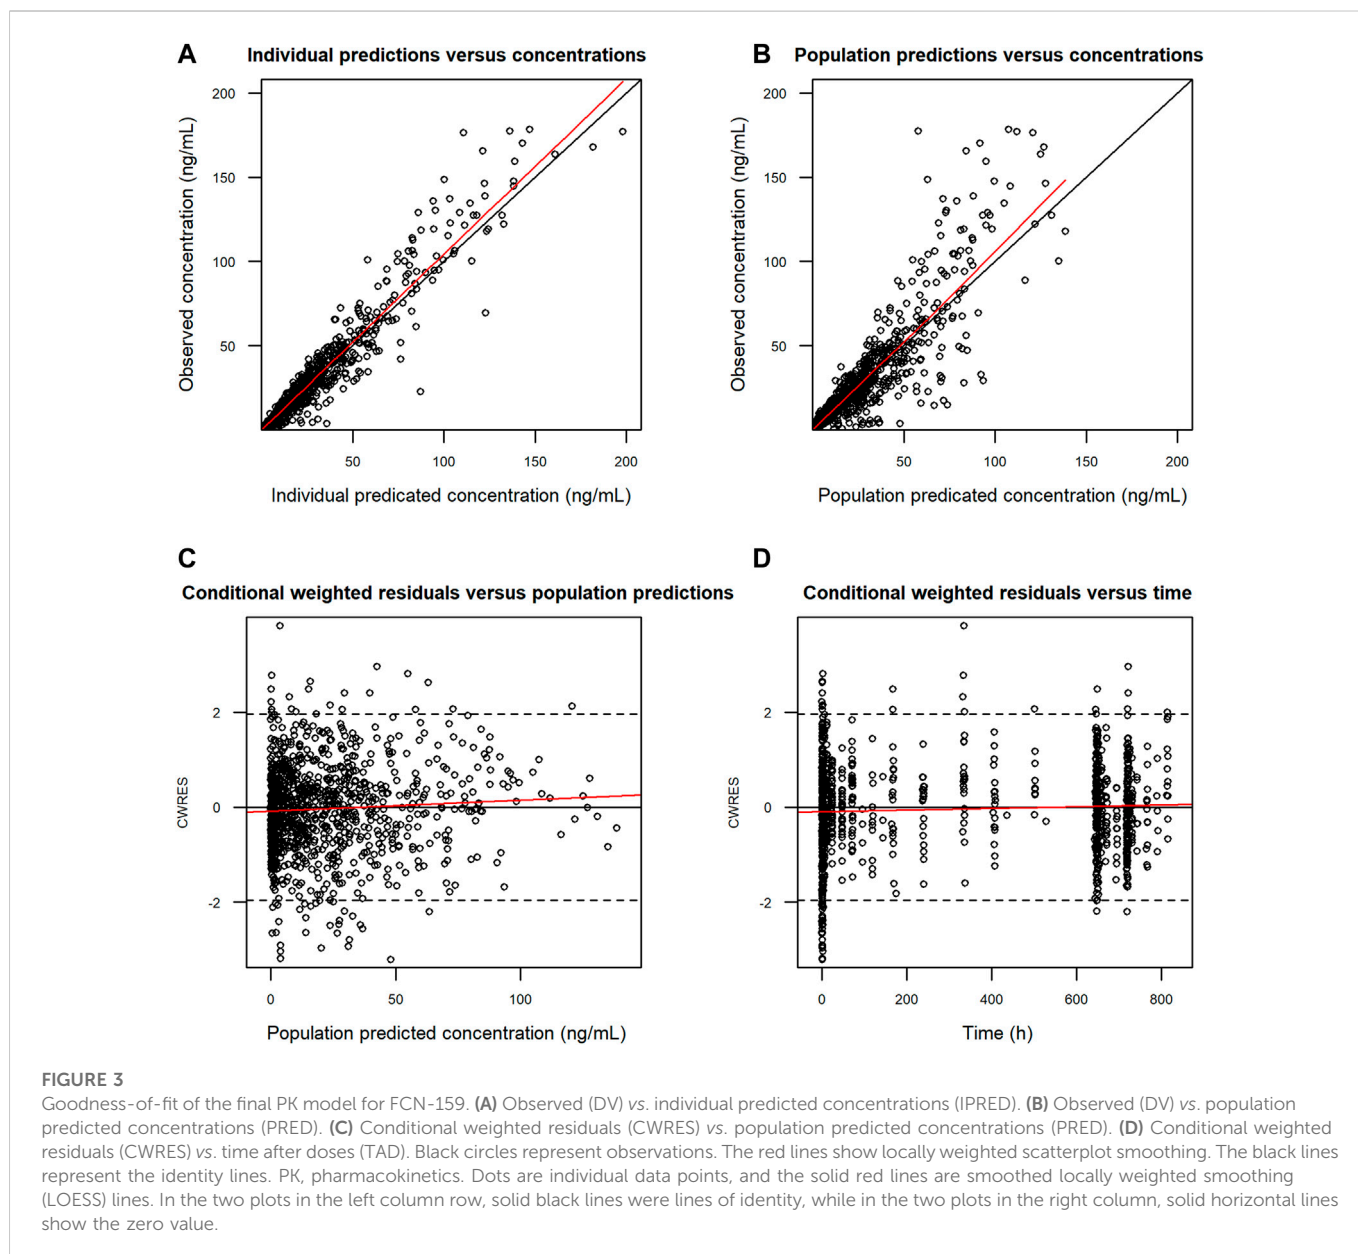 A Individual predictions versus concentrations
Observed concentration (ng/mL)
200
150
100
50
50 100 150 200
Individual predicated concentration (ng/mL)
B Population predictions versus concentrations
Observed concentration (ng/mL)
200
150
100
50
50 100 150 200
Population predicated concentration (ng/mL)
C
Conditional weighted residuals versus population predictions
CWRES
2
0
-2
0 50 100
Population predicted concentration (ng/mL)
D
Conditional weighted residuals versus time
CWRES
2
0
-2
0 200 400 600 800
Time (h)
FIGURE 3
Goodness-of-fit of the final PK model for FCN-159. (A) Observed (DV) vs. individual predicted concentrations (IPRED). (B) Observed (DV) vs. population
predicted concentrations (PRED). (C) Conditional weighted residuals (CWRES) vs. population predicted concentrations (PRED). (D) Conditional weighted
residuals (CWRES) vs. time after doses (TAD). Black circles represent observations. The red lines show locally weighted scatterplot smoothing. The black lines
represent the identity lines. PK, pharmacokinetics. Dots are individual data points, and the solid red lines are smoothed locally weighted smoothing
(LOESS) lines. In the two plots in the left column row, solid black lines were lines of identity, while in the two plots in the right column, solid horizontal lines
show the zero value.